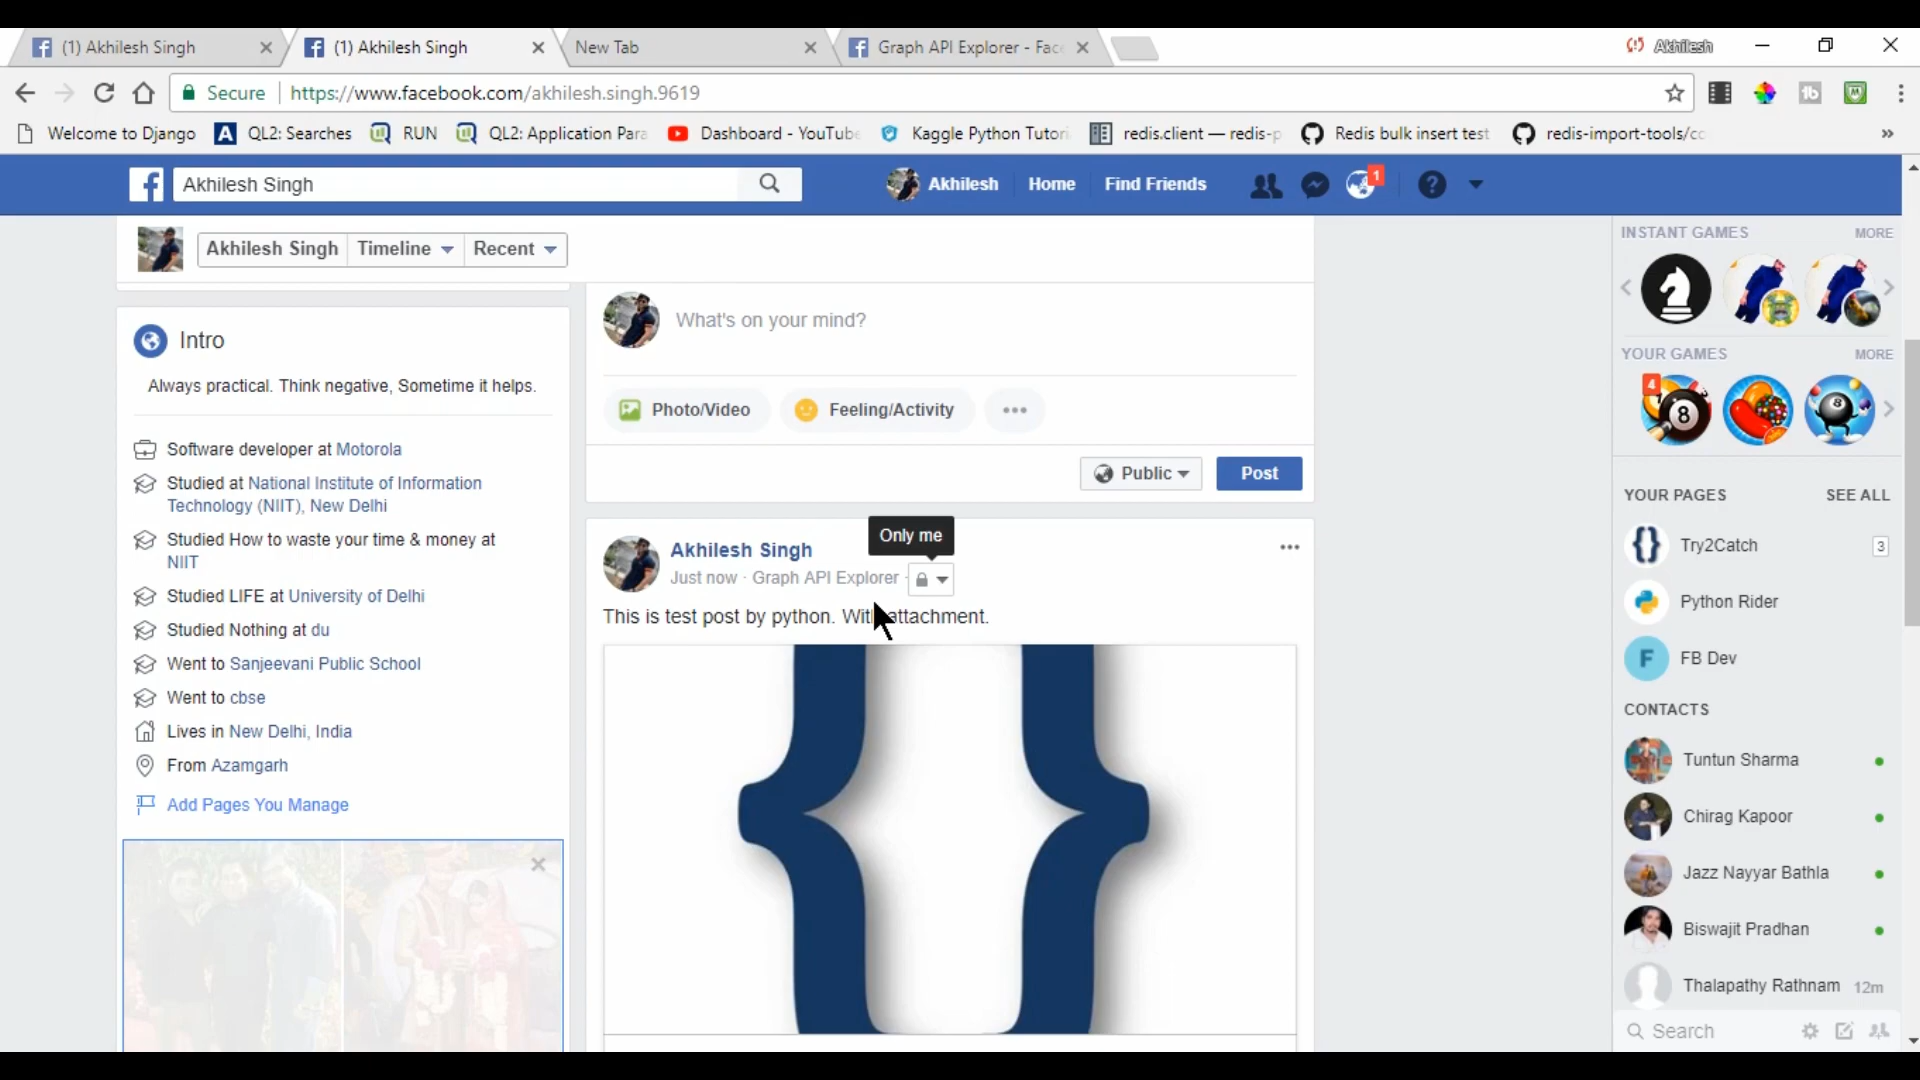 (1) Akhilesh Singh
(1) Akhilesh Singh
New Tab
Graph API Explorer - Fac
Akhilesh
Secure
https://www.facebook.com/akhilesh.singh.9619
Welcome to Django
QL2: Searches
RUN
QL2: Application Para
Dashboard - YouTube
Kaggle Python Tutori
redis.client — redis-p
Redis bulk insert test
redis-import-tools/cc
Akhilesh Singh
Akhilesh
Home
Find Friends
1
Akhilesh Singh
Timeline
Recent
Intro
Always practical. Think negative, Sometime it helps.
Software developer at Motorola
Studied at National Institute of Information
Technology (NIIT), New Delhi
Studied How to waste your time & money at
NIIT
Studied LIFE at University of Delhi
Studied Nothing at du
Went to Sanjeevani Public School
Went to cbse
Lives in New Delhi, India
From Azamgarh
Add Pages You Manage
What's on your mind?
Photo/Video
Feeling/Activity
Public
Post
Only me
Akhilesh Singh
Just now · Graph API Explorer ·
This is test post by python. With attachment.
INSTANT GAMES
MORE
YOUR GAMES
MORE
4
8
8
YOUR PAGES
SEE ALL
Try2Catch
3
Python Rider
F
FB Dev
CONTACTS
Tuntun Sharma
Chirag Kapoor
Jazz Nayyar Bathla
Biswajit Pradhan
Thalapathy Rathnam
12m
Search